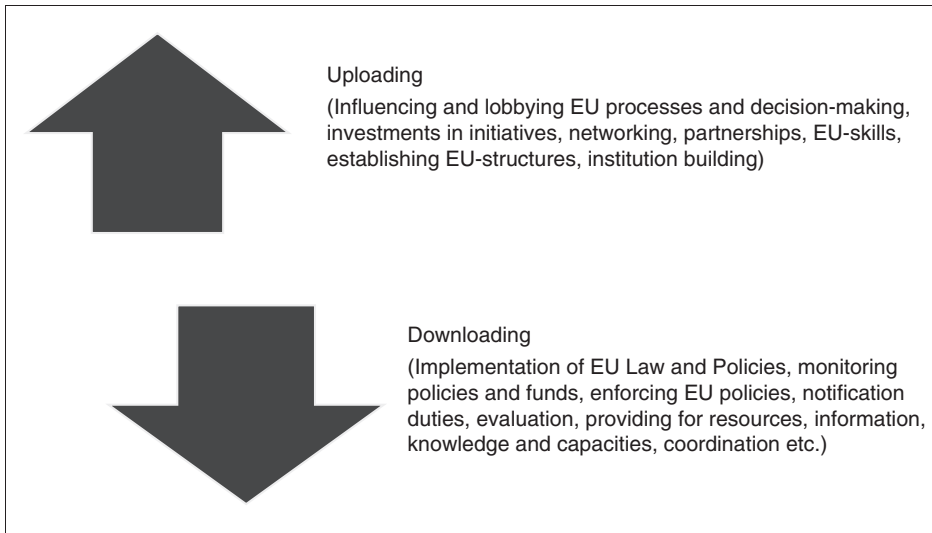 Uploading
(Influencing and lobbying EU processes and decision-making,
investments in initiatives, networking, partnerships, EU-skills,
establishing EU-structures, institution building)
Downloading
(Implementation of EU Law and Policies, monitoring
policies and funds, enforcing EU policies, notification
duties, evaluation, providing for resources, information,
knowledge and capacities, coordination etc.)